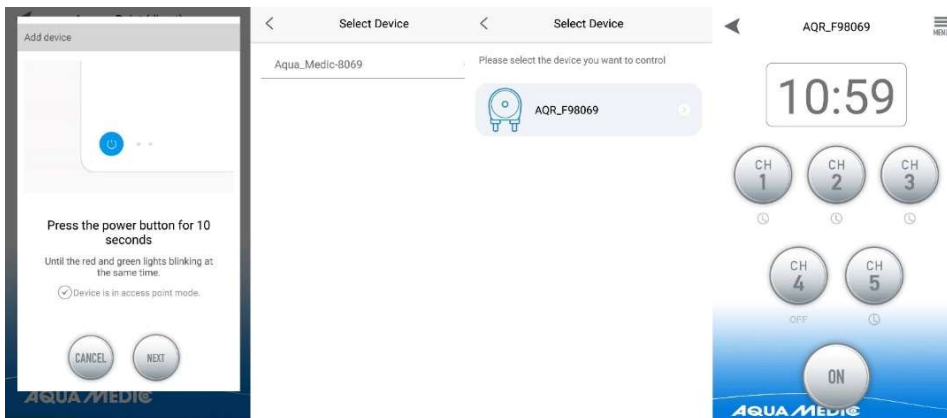 Add device
Press the power button for 10
seconds
Until the red and green lights blinking at
the same time.
Device is in access point mode.
CANCEL
NEXT
AQUA MEDIC
Select Device
Aqua_Medic-8069
Select Device
Please select the device you want to control
AQR_F98069
AQR_F98069
MENU
10:59
CH
1
CH
2
CH
3
CH
4
CH
5
OFF
ON
AQUA MEDIC